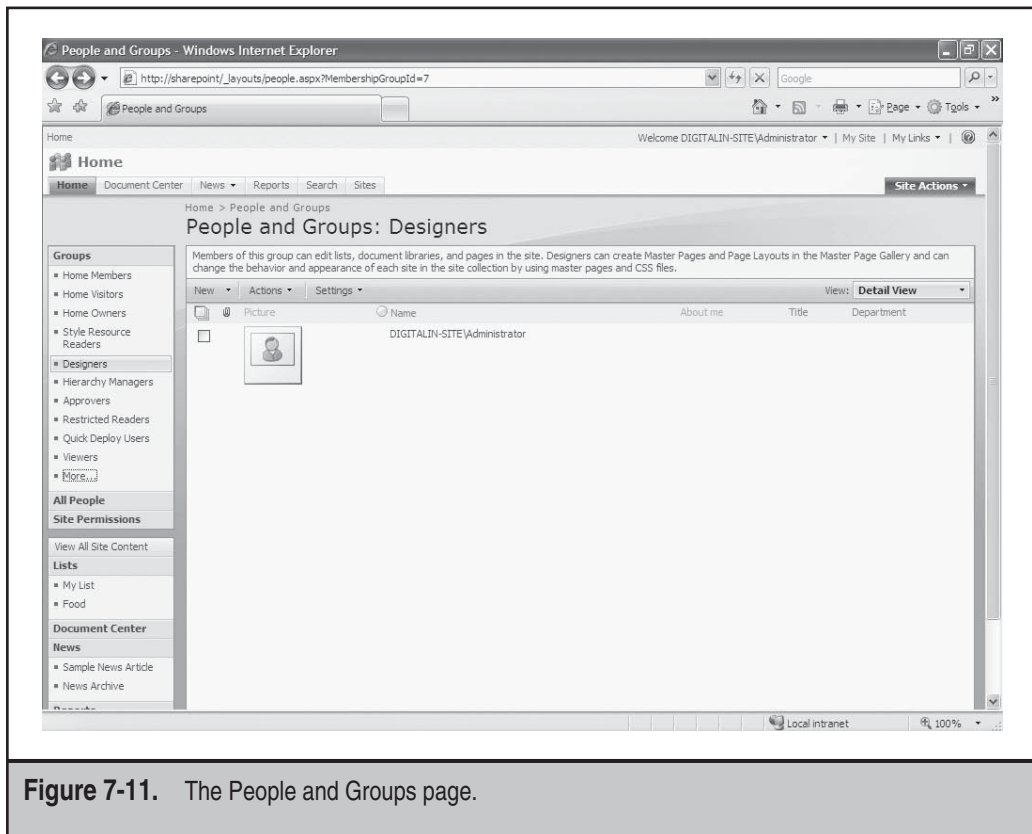 People and Groups - Windows Internet Explorer
http://sharepoint/_layouts/people.aspx?MembershipGroupId=7
Google
People and Groups
Page
Tools
Home
Welcome DIGITALIN-SITE\Administrator
My Site | My Links
Home
Home
Document Center
News
Reports
Search
Sites
Site Actions
Home > People and Groups
People and Groups: Designers
Groups
Home Members
Home Visitors
Home Owners
Style Resource
Readers
Designers
Hierarchy Managers
Approvers
Restricted Readers
Quick Deploy Users
Viewers
More...
All People
Site Permissions
View All Site Content
Lists
My List
Food
Document Center
News
Sample News Article
News Archive
Members of this group can edit lists, document libraries, and pages in the site. Designers can create Master Pages and Page Layouts in the Master Page Gallery and can
change the behavior and appearance of each site in the site collection by using master pages and CSS files.
New
Actions
Settings
View: Detail View
Picture
Name
About me
Title
Department
DIGITALIN-SITE\Administrator
Local intranet
100%
Figure 7-11. The People and Groups page.